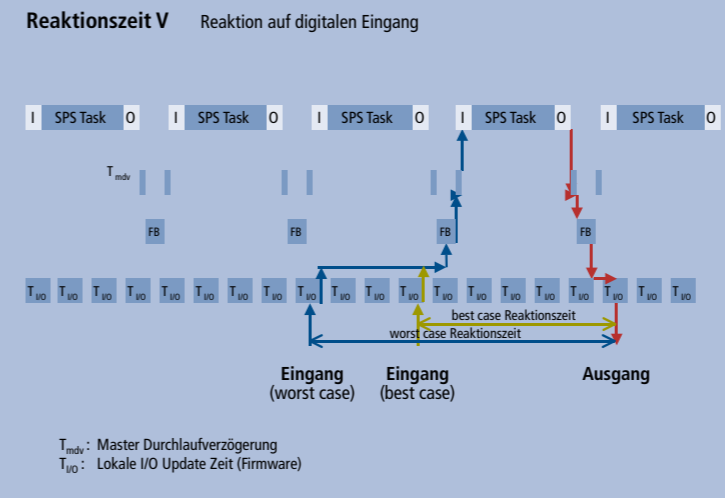 Reaktionszeit V Reaktion auf digitalen Eingang
I SPS Task O I SPS Task O I SPS Task O I SPS Task O I SPS Task O
Tmdv
FB FB FB FB
TI/O TI/O TI/O TI/O TI/O TI/O TI/O TI/O TI/O TI/O TI/O TI/O TI/O TI/O TI/O TI/O TI/O TI/O TI/O TI/O
best case Reaktionszeit
worst case Reaktionszeit
Eingang Eingang Ausgang
(worst case) (best case)
Tmdv: Master Durchlaufverzögerung
TI/O: Lokale I/O Update Zeit (Firmware)